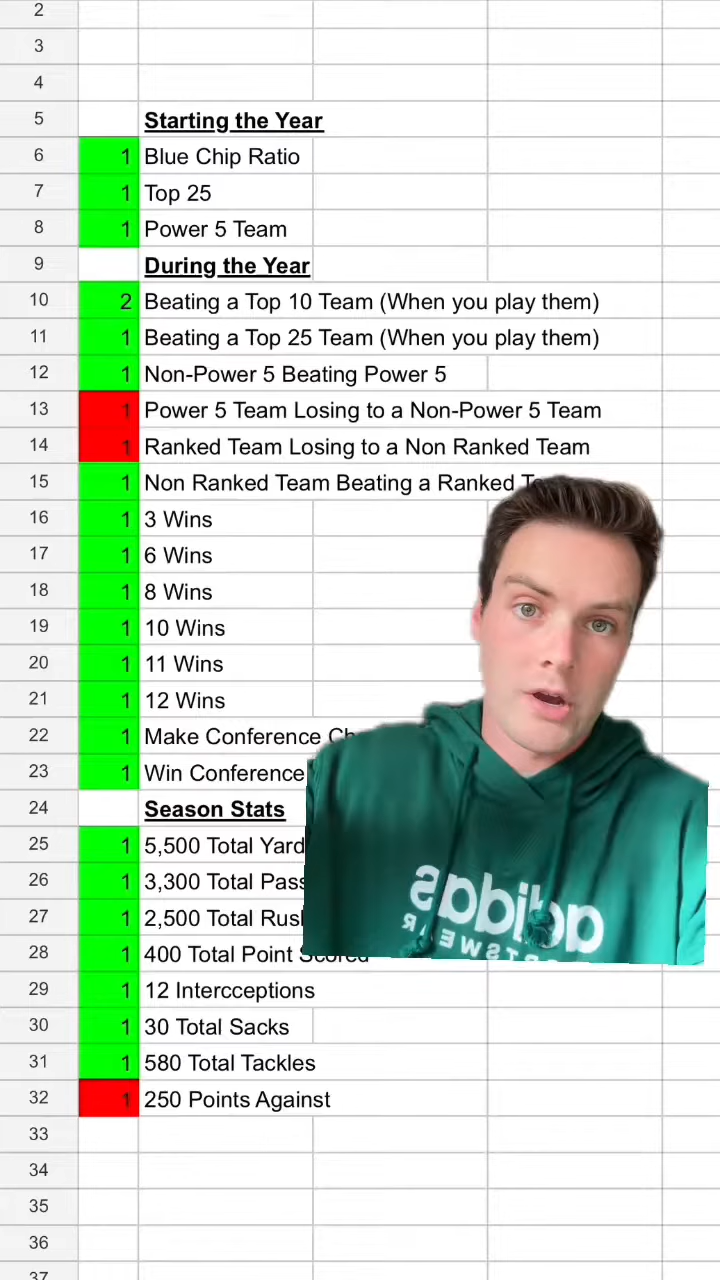 2
3
4
5 Starting the Year
6 1 Blue Chip Ratio
7 1 Top 25
8 1 Power 5 Team
9 During the Year
10 2 Beating a Top 10 Team (When you play them)
11 1 Beating a Top 25 Team (When you play them)
12 1 Non-Power 5 Beating Power 5
13 1 Power 5 Team Losing to a Non-Power 5 Team
14 1 Ranked Team Losing to a Non Ranked Team
15 1 Non Ranked Team Beating a Ranked
16 1 3 Wins
17 1 6 Wins
18 1 8 Wins
19 1 10 Wins
20 1 11 Wins
21 1 12 Wins
22 1 Make Conference
23 1 Win Conference
24 Season Stats
25 1 5,500 Total
26 1 3,300 Total
27 1 2,500 Total
28 1 400 Total Point Scored
29 1 12 Intercceptions
30 1 30 Total Sacks
31 1 580 Total Tackles
32 1 250 Points Against
33
34
35
36
37
adidas